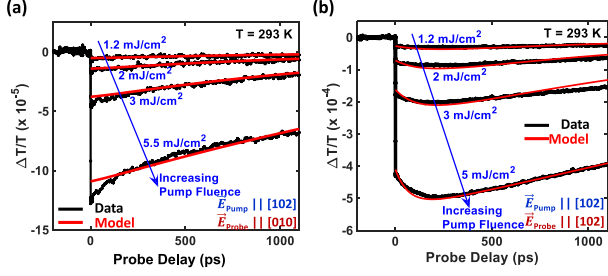 (a)
T = 293 K
0
-5
-10
-15
ΔT/T (x 10⁻⁵)
1.2 mJ/cm²
2 mJ/cm²
3 mJ/cm²
5.5 mJ/cm²
Increasing
Pump Fluence
Data
Model
E⃗Pump || [102]
E⃗Probe || [010]
0 500 1000
Probe Delay (ps)
(b)
T = 293 K
0
-1
-2
-3
-4
-5
-6
ΔT/T (x 10⁻⁴)
1.2 mJ/cm²
2 mJ/cm²
3 mJ/cm²
5 mJ/cm²
Data
Model
Increasing
Pump Fluence
E⃗Pump || [102]
E⃗Probe || [102]
0 500 1000
Probe Delay (ps)